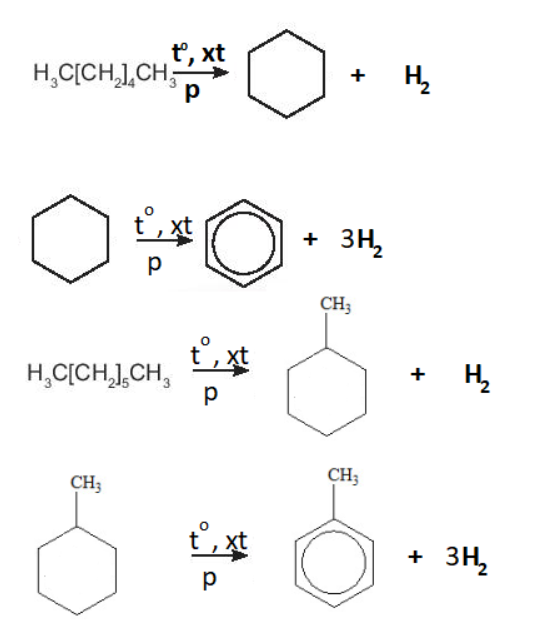 t°, xt
H₃C[CH₂]₄CH₃ p + H₂
t°, xt
p + 3H₂
CH₃
t°, xt
H₃C[CH₂]₅CH₃ p + H₂
CH₃ CH₃
t°, xt
p + 3H₂